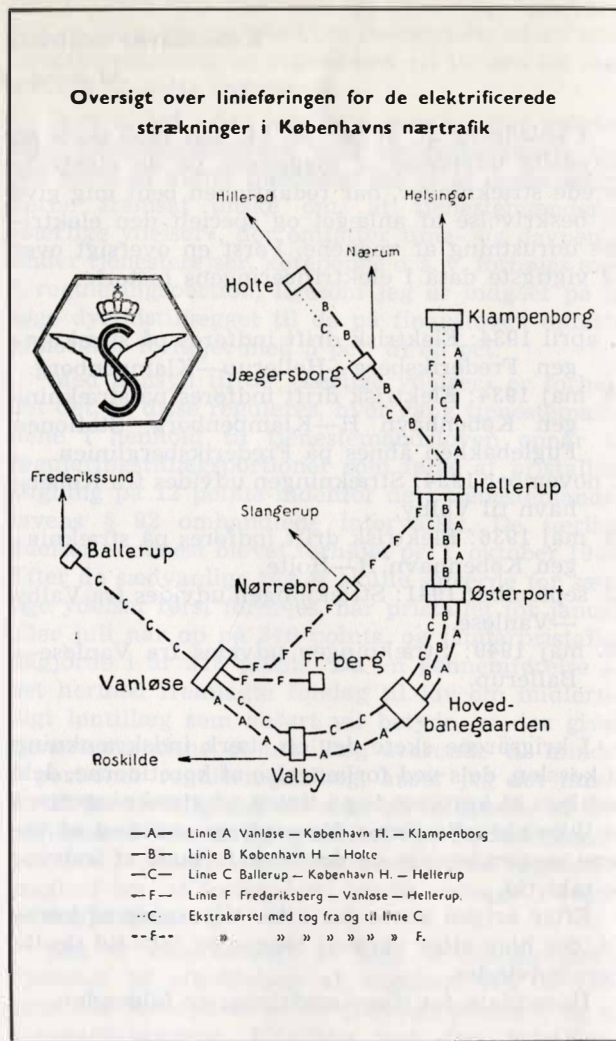 Oversigt over linieføringen for de elektrificerede
strækninger i Københavns nærtrafik
Hillerød
Helsingør
Nærum
Holte
Klampenborg
Jægersborg
Hellerup
Frederikssund
Slangerup
Ballerup
Nørrebro
Østerport
Fr.berg
Vanløse
Hoved-
banegaarden
Roskilde
Valby
—A— Linie A Vanløse — København H. — Klampenborg
—B— Linie B København H. — Holte
—C— Linie C Ballerup — København H. — Hellerup
—F— Linie F Frederiksberg — Vanløse — Hellerup.
--C-- Ekstrakørsel med tog fra og til linie C.
--F-- » » » » » » » F.